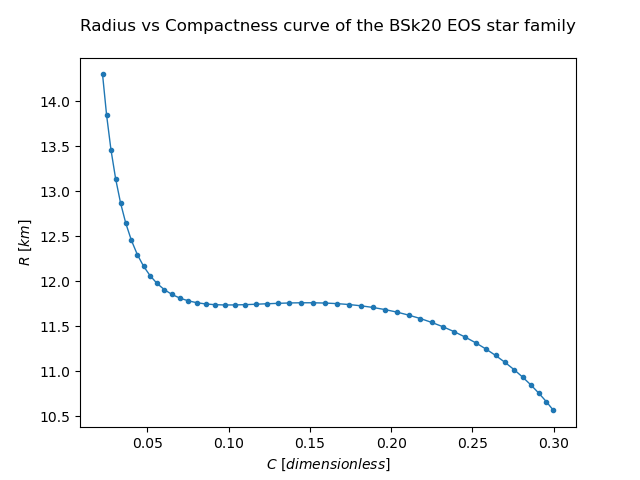 Radius vs Compactness curve of the BSk20 EOS star family
14.0
13.5
13.0
12.5
12.0
11.5
11.0
10.5
R [km]
0.05 0.10 0.15 0.20 0.25 0.30
C [dimensionless]